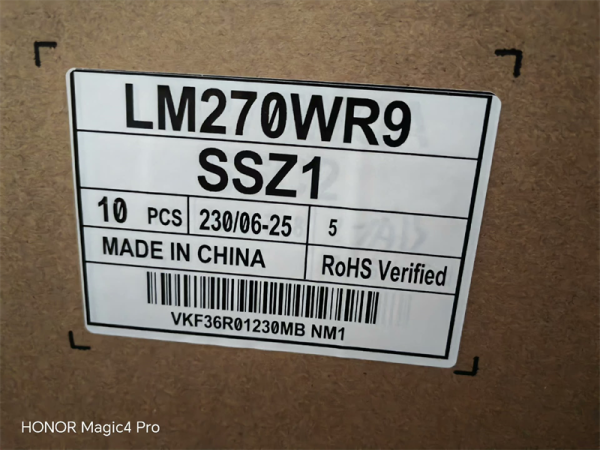 LM270WR9
SSZ1
10 PCS 230/06-25 5
MADE IN CHINA RoHS Verified
VKF36R01230MB NM1
HONOR Magic4 Pro